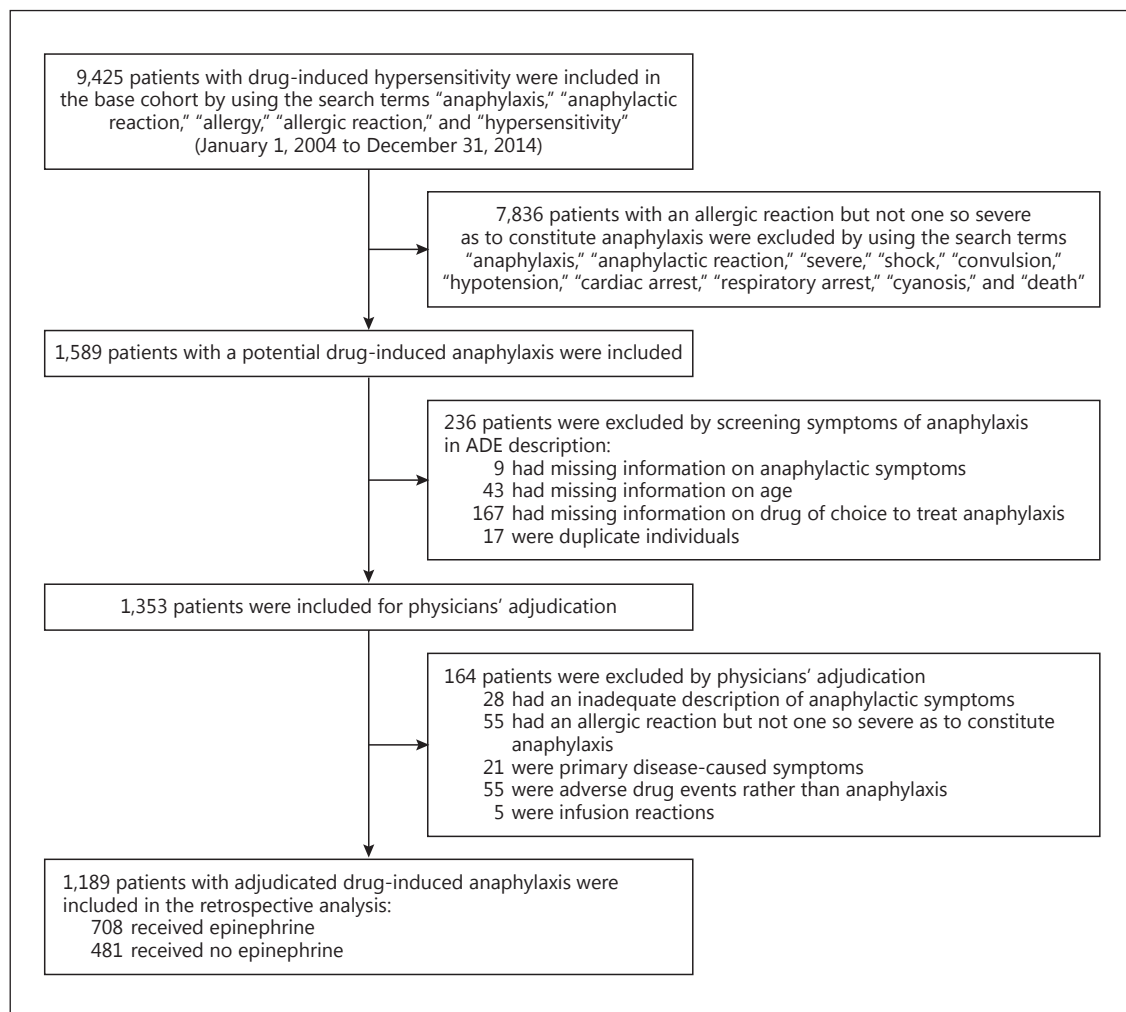 9,425 patients with drug-induced hypersensitivity were included in
the base cohort by using the search terms “anaphylaxis,” “anaphylactic
reaction,” “allergy,” “allergic reaction,” and “hypersensitivity”
(January 1, 2004 to December 31, 2014)
7,836 patients with an allergic reaction but not one so severe
as to constitute anaphylaxis were excluded by using the search terms
“anaphylaxis,” “anaphylactic reaction,” “severe,” “shock,” “convulsion,”
“hypotension,” “cardiac arrest,” “respiratory arrest,” “cyanosis,” and “death”
1,589 patients with a potential drug-induced anaphylaxis were included
236 patients were excluded by screening symptoms of anaphylaxis
in ADE description:
9 had missing information on anaphylactic symptoms
43 had missing information on age
167 had missing information on drug of choice to treat anaphylaxis
17 were duplicate individuals
1,353 patients were included for physicians’ adjudication
164 patients were excluded by physicians’ adjudication
28 had an inadequate description of anaphylactic symptoms
55 had an allergic reaction but not one so severe as to constitute
anaphylaxis
21 were primary disease-caused symptoms
55 were adverse drug events rather than anaphylaxis
5 were infusion reactions
1,189 patients with adjudicated drug-induced anaphylaxis were
included in the retrospective analysis:
708 received epinephrine
481 received no epinephrine